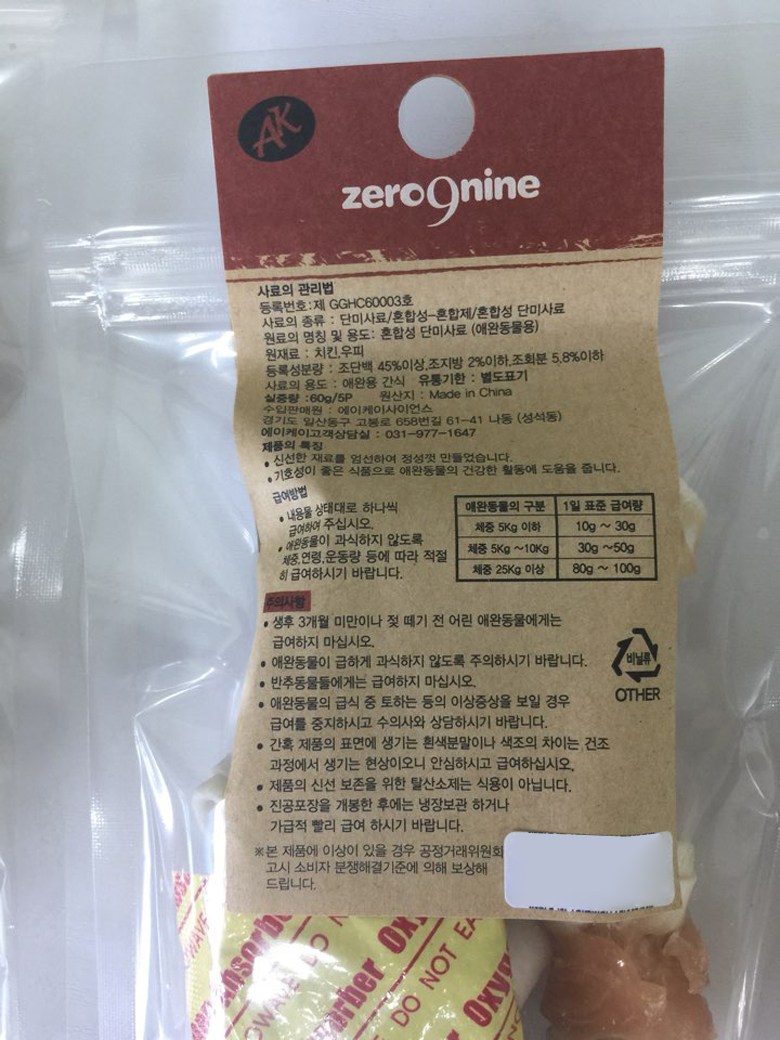 AK
zero9nine
사료의 관리법
등록번호:제 GGHC60003호
사료의 종류 : 단미사료/혼합성-혼합제/혼합성 단미사료
원료의 명칭 및 용도: 혼합성 단미사료 (애완동물용)
원재료 : 치킨,우피
등록성분량 : 조단백 45%이상,조지방 2%이하,조회분 5,8%이하
사료의 용도 : 애완용 간식 유통기한 : 별도표기
실중량 :60g/5P 원산지 : Made in China
수입판매원 : 에이케이사이언스
경기도 일산동구 고봉로 658번길 61-41 나동 (성석동)
에이케이고객상담실 : 031-977-1647
제품의 특징
• 신선한 재료를 엄선하여 정성껏 만들었습니다.
• 기호성이 좋은 식품으로 애완동물의 건강한 활동에 도움을 줍니다.
급여방법
• 내용물 상태대로 하나씩
급여하여 주십시오.
• 애완동물이 과식하지 않도록
체중,연령,운동량 등에 따라 적절
히 급여하시기 바랍니다.
애완동물의 구분 1일 표준 급여량
체중 5Kg 이하 10g ~ 30g
체중 5Kg ~10Kg 30g ~50g
체중 25Kg 이상 80g ~ 100g
주의사항
• 생후 3개월 미만이나 젖 떼기 전 어린 애완동물에게는
급여하지 마십시오.
• 애완동물이 급하게 과식하지 않도록 주의하시기 바랍니다.
• 반추동물들에게는 급여하지 마십시오.
• 애완동물의 급식 중 토하는 등의 이상증상을 보일 경우
급여를 중지하시고 수의사와 상담하시기 바랍니다.
• 간혹 제품의 표면에 생기는 흰색분말이나 색조의 차이는 건조
과정에서 생기는 현상이오니 안심하시고 급여하십시오,
• 제품의 신선 보존을 위한 탈산소제는 식용이 아닙니다.
• 진공포장을 개봉한 후에는 냉장보관 하거나
가급적 빨리 급여 하시기 바랍니다.
비닐류
OTHER
※본 제품에 이상이 있을 경우 공정거래위원회
고시 소비자 분쟁해결기준에 의해 보상해
드립니다.
DO NOT